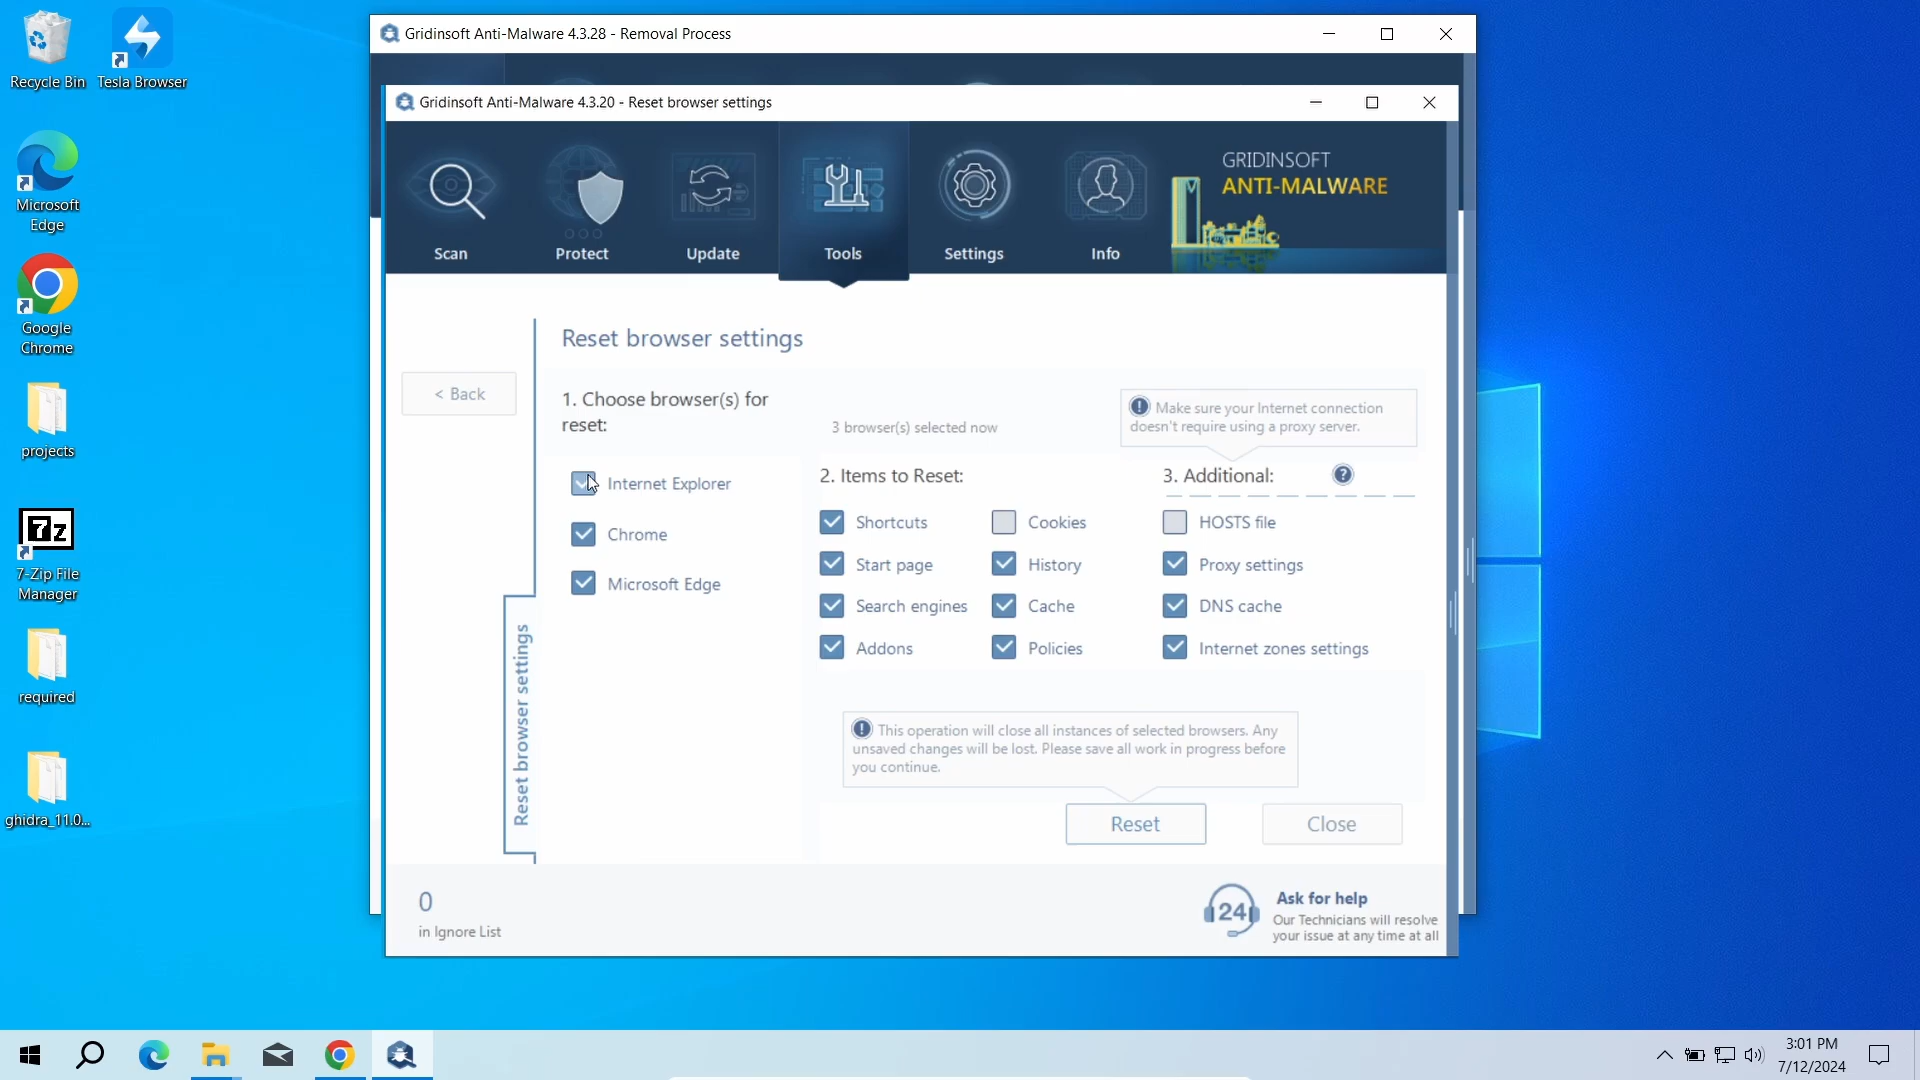 Recycle Bin
Tesla Browser
Microsoft
Edge
Google
Chrome
projects
7z
7-Zip File
Manager
required
ghidra_11.0...
Gridinsoft Anti-Malware 4.3.28 - Removal Process
Gridinsoft Anti-Malware 4.3.20 - Reset browser settings
Scan
Protect
Update
Tools
Settings
Info
GRIDINSOFT
ANTI-MALWARE
< Back
Reset browser settings
Reset browser settings
1. Choose browser(s) for
reset:
3 browser(s) selected now
Make sure your Internet connection
doesn't require using a proxy server.
Internet Explorer
Chrome
Microsoft Edge
2. Items to Reset:
Shortcuts
Cookies
Start page
History
Search engines
Cache
Addons
Policies
3. Additional:
?
HOSTS file
Proxy settings
DNS cache
Internet zones settings
This operation will close all instances of selected browsers. Any
unsaved changes will be lost. Please save all work in progress before
you continue.
Reset
Close
0
in Ignore List
24
Ask for help
Our Technicians will resolve
your issue at any time at all
3:01 PM
7/12/2024